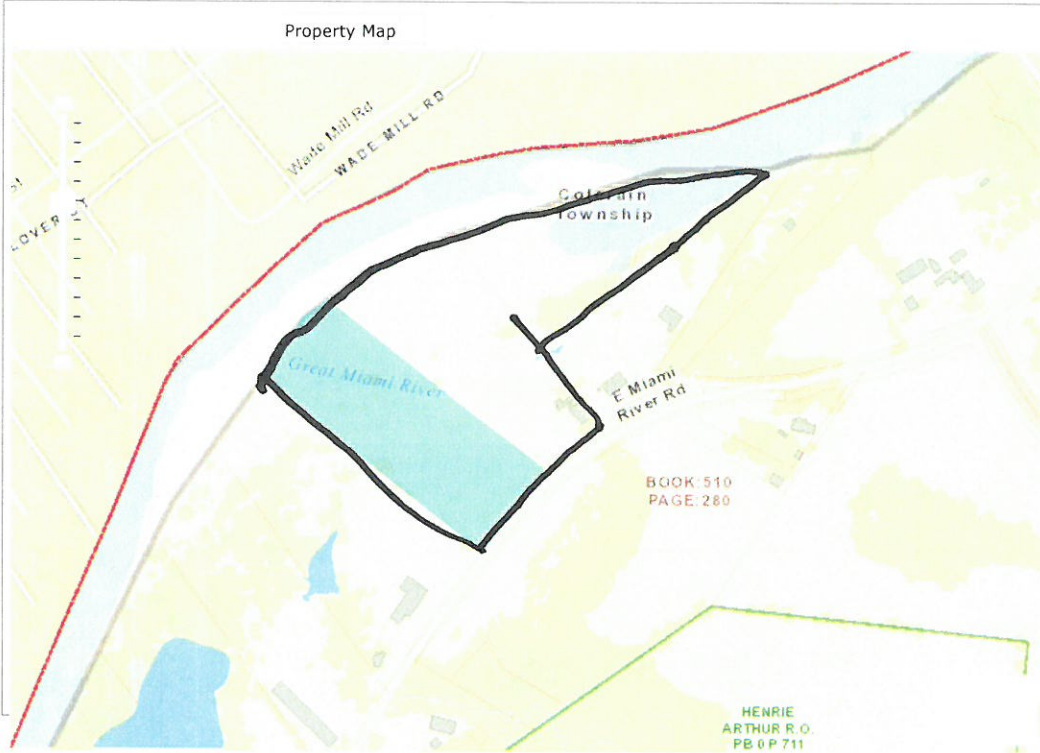 Property Map
Wade Mill Rd
WADE MILL RD
Township
Great Miami River
E Miami
River Rd
BOOK:510
PAGE:280
HENRIE
ARTHUR R.O.
PB 0 P 711